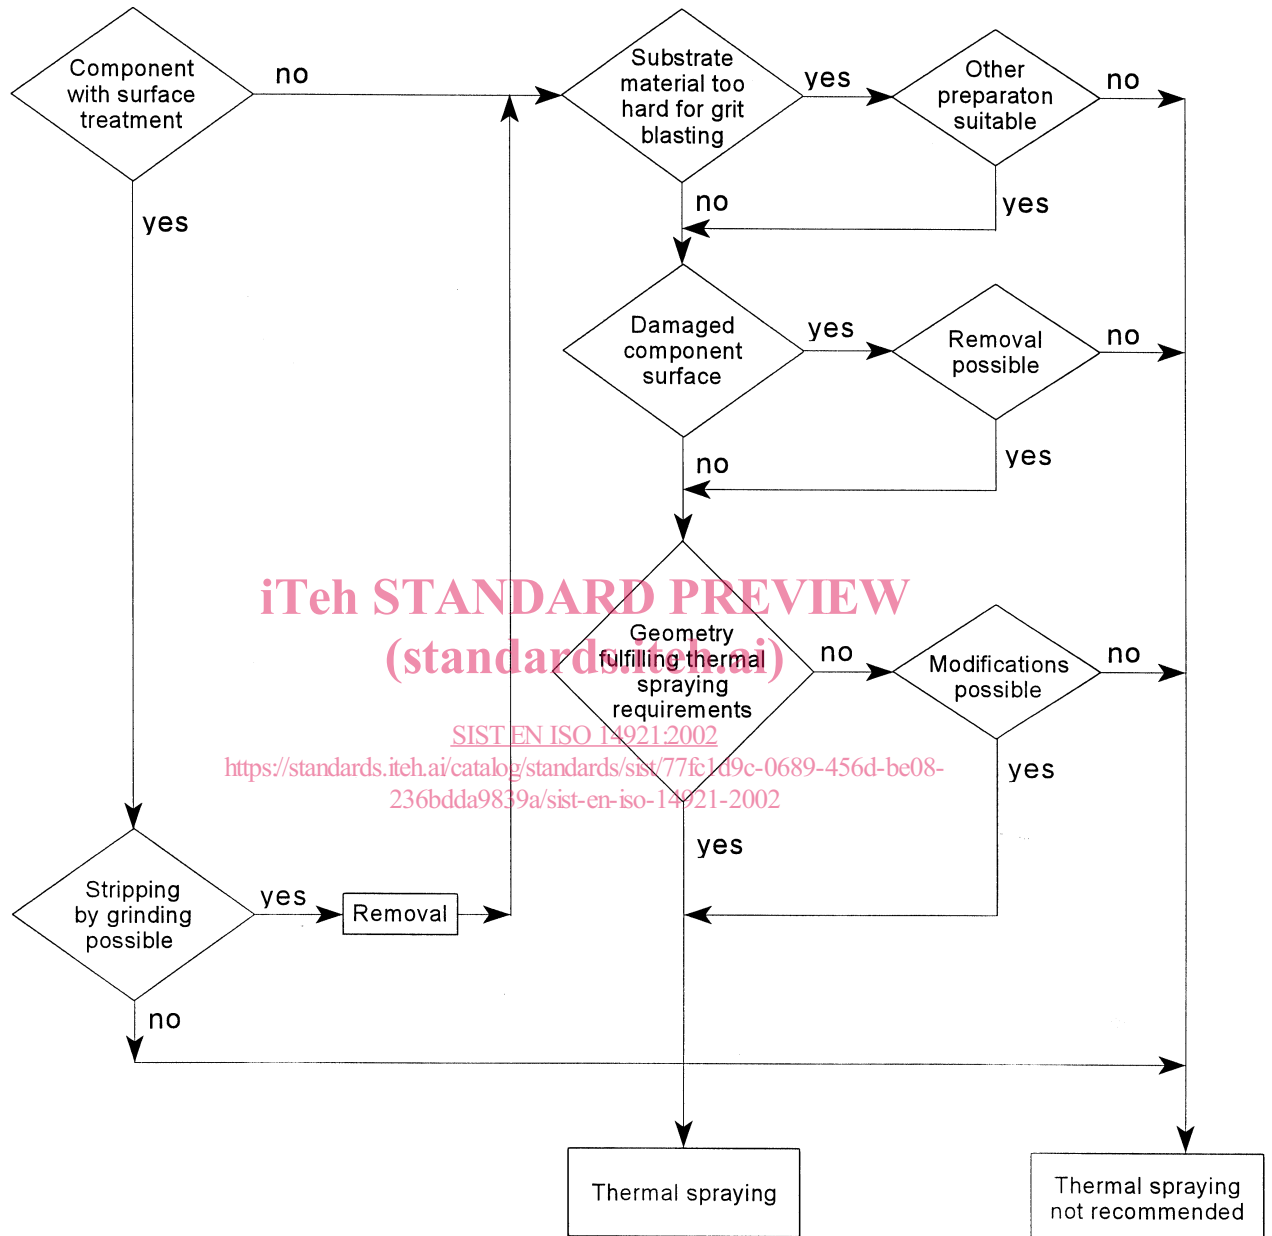 Component
with surface
treatment
no
yes
Substrate
material too
hard for grit
blasting
yes
no
Other
preparaton
suitable
no
yes
Damaged
component
surface
yes
no
Removal
possible
no
yes
iTeh STANDARD PREVIEW
(standards.iteh.ai)
Geometry
fulfilling thermal
spraying
requirements
no
yes
Modifications
possible
no
yes
SIST EN ISO 14921:2002
https://standards.iteh.ai/catalog/standards/sist/77fc1d9c-0689-456d-be08-
236bdda9839a/sist-en-iso-14921-2002
Stripping
by grinding
possible
yes
Removal
no
Thermal spraying
Thermal spraying
not recommended